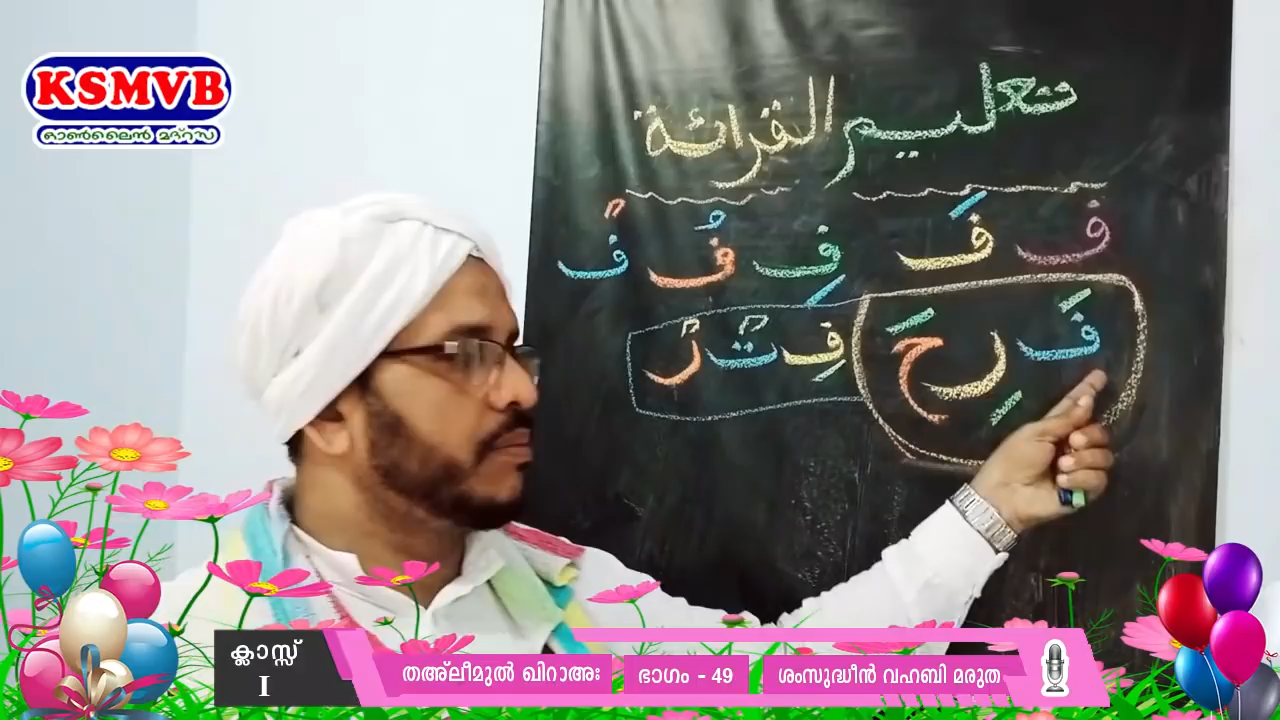 KSMVB
ഓൺലൈൻ മദ്റസ
تعليم القرائة
ف فَ فِ فُ فْ
فَ رِ حَ فِ تْ رْ
ക്ലാസ്സ് I
തഅ്ലീമുൽ ഖിറാഅഃ ഭാഗം - 49 ശംസുദ്ധീൻ വഹബി മരുത